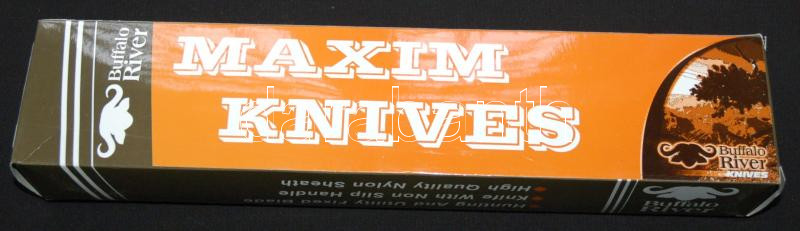 Buffalo
River
MAXIM
KNIVES
Buffalo
River
KNIVES
Hunting And Utility Fixed Blade
Knife With Non Slip Handle
High Quality Nylon Sheath
Buffalo
River